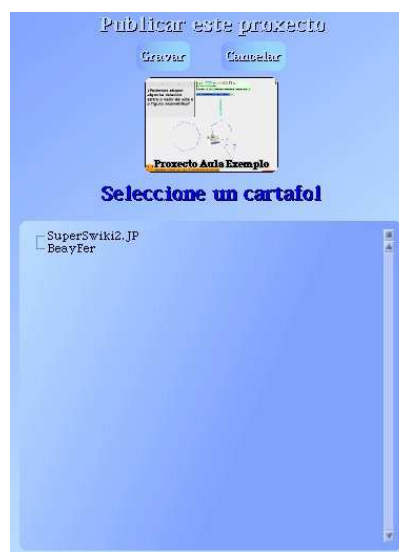 Publicar este proxecto
Gravar Cancelar
Proxecto Aula Exemplo
Seleccione un cartafol
SuperSwiki2.JP
BeayFer